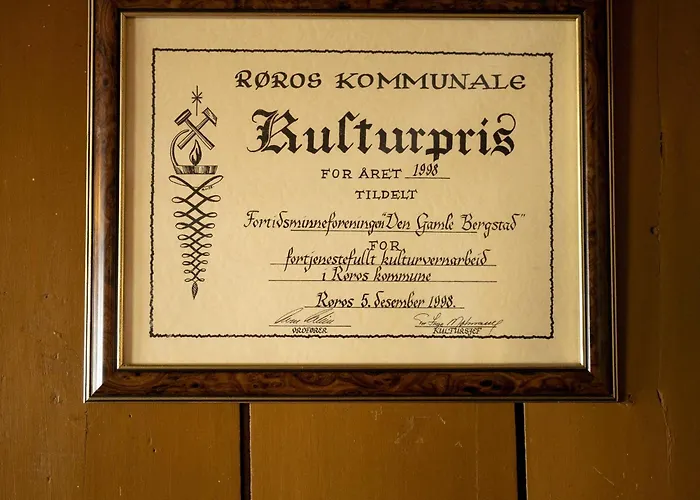 RØROS KOMMUNALE
Kulturpris
FOR ÅRET 1998
TILDELT
Fortidsminneforeningen "Den Gamle Bergstad"
FOR
fortjenestefullt kulturvernarbeid
i Røros kommune
Røros 5. desember 1998.
ORDFØRER KULTURSJEF